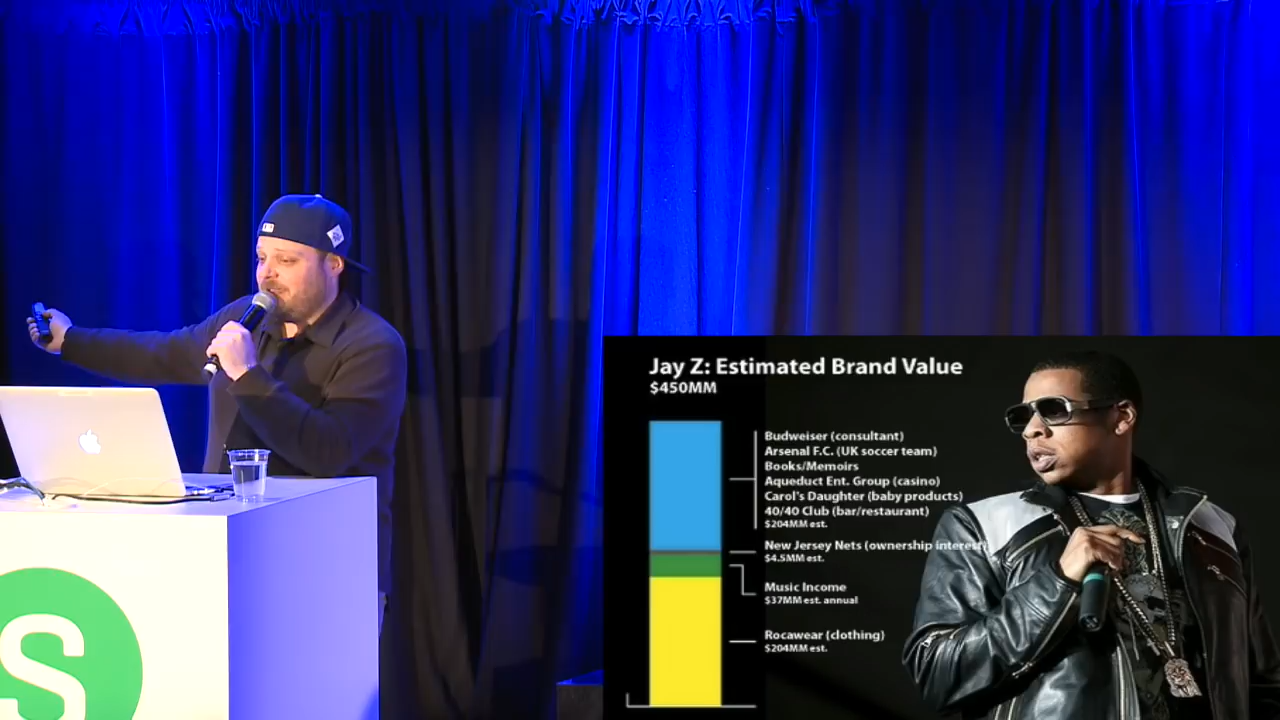 Jay Z: Estimated Brand Value
$450MM
Budweiser (consultant)
Arsenal F.C. (UK soccer team)
Books/Memoirs
Aqueduct Ent. Group (casino)
Carol's Daughter (baby products)
40/40 Club (bar/restaurant)
$204MM est.
New Jersey Nets (ownership interest)
$4.5MM est.
Music Income
$37MM est. annual
Rocawear (clothing)
$204MM est.
S